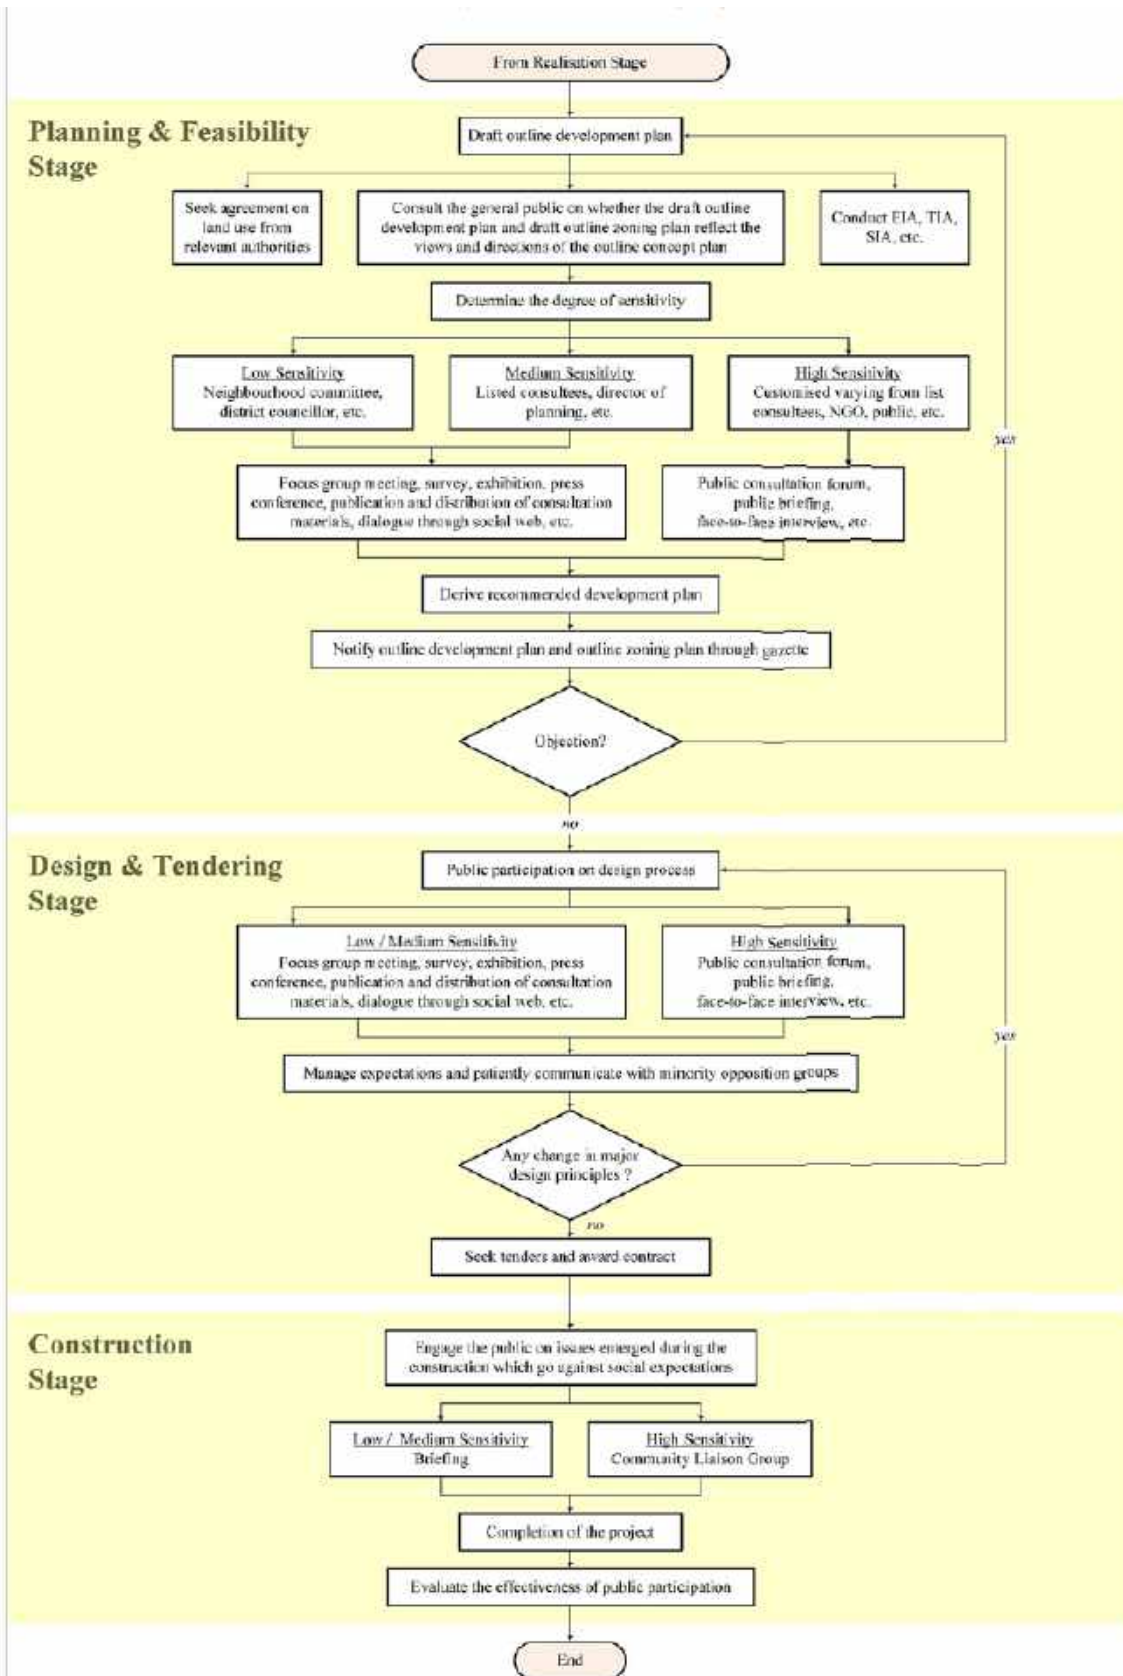 From Realisation Stage
Planning & Feasibility
Stage
Draft outline development plan
Seek agreement on
land use from
relevant authorities
Consult the general public on whether the draft outline
development plan and draft outline zoning plan reflect the
views and directions of the outline concept plan
Conduct EIA, TIA,
SIA, etc.
Determine the degree of sensitivity
Low Sensitivity
Neighbourhood committee,
district councillor, etc.
Medium Sensitivity
Listed consultees, director of
planning, etc.
High Sensitivity
Customised varying from list
consultees, NGO, public, etc.
yes
Focus group meeting, survey, exhibition, press
conference, publication and distribution of consultation
materials, dialogue through social web, etc.
Public consultation forum,
public briefing,
face-to-face interview, etc.
Derive recommended development plan
Notify outline development plan and outline zoning plan through gazette
Objection?
no
Design & Tendering
Stage
Public participation on design process
Low / Medium Sensitivity
Focus group meeting, survey, exhibition, press
conference, publication and distribution of consultation
materials, dialogue through social web, etc.
High Sensitivity
Public consultation forum,
public briefing,
face-to-face interview, etc.
yes
Manage expectations and patiently communicate with minority opposition groups
Any change in major
design principles ?
no
Seek tenders and award contract
Construction
Stage
Engage the public on issues emerged during the
construction which go against social expectations
Low / Medium Sensitivity
Briefing
High Sensitivity
Community Liaison Group
Completion of the project
Evaluate the effectiveness of public participation
End